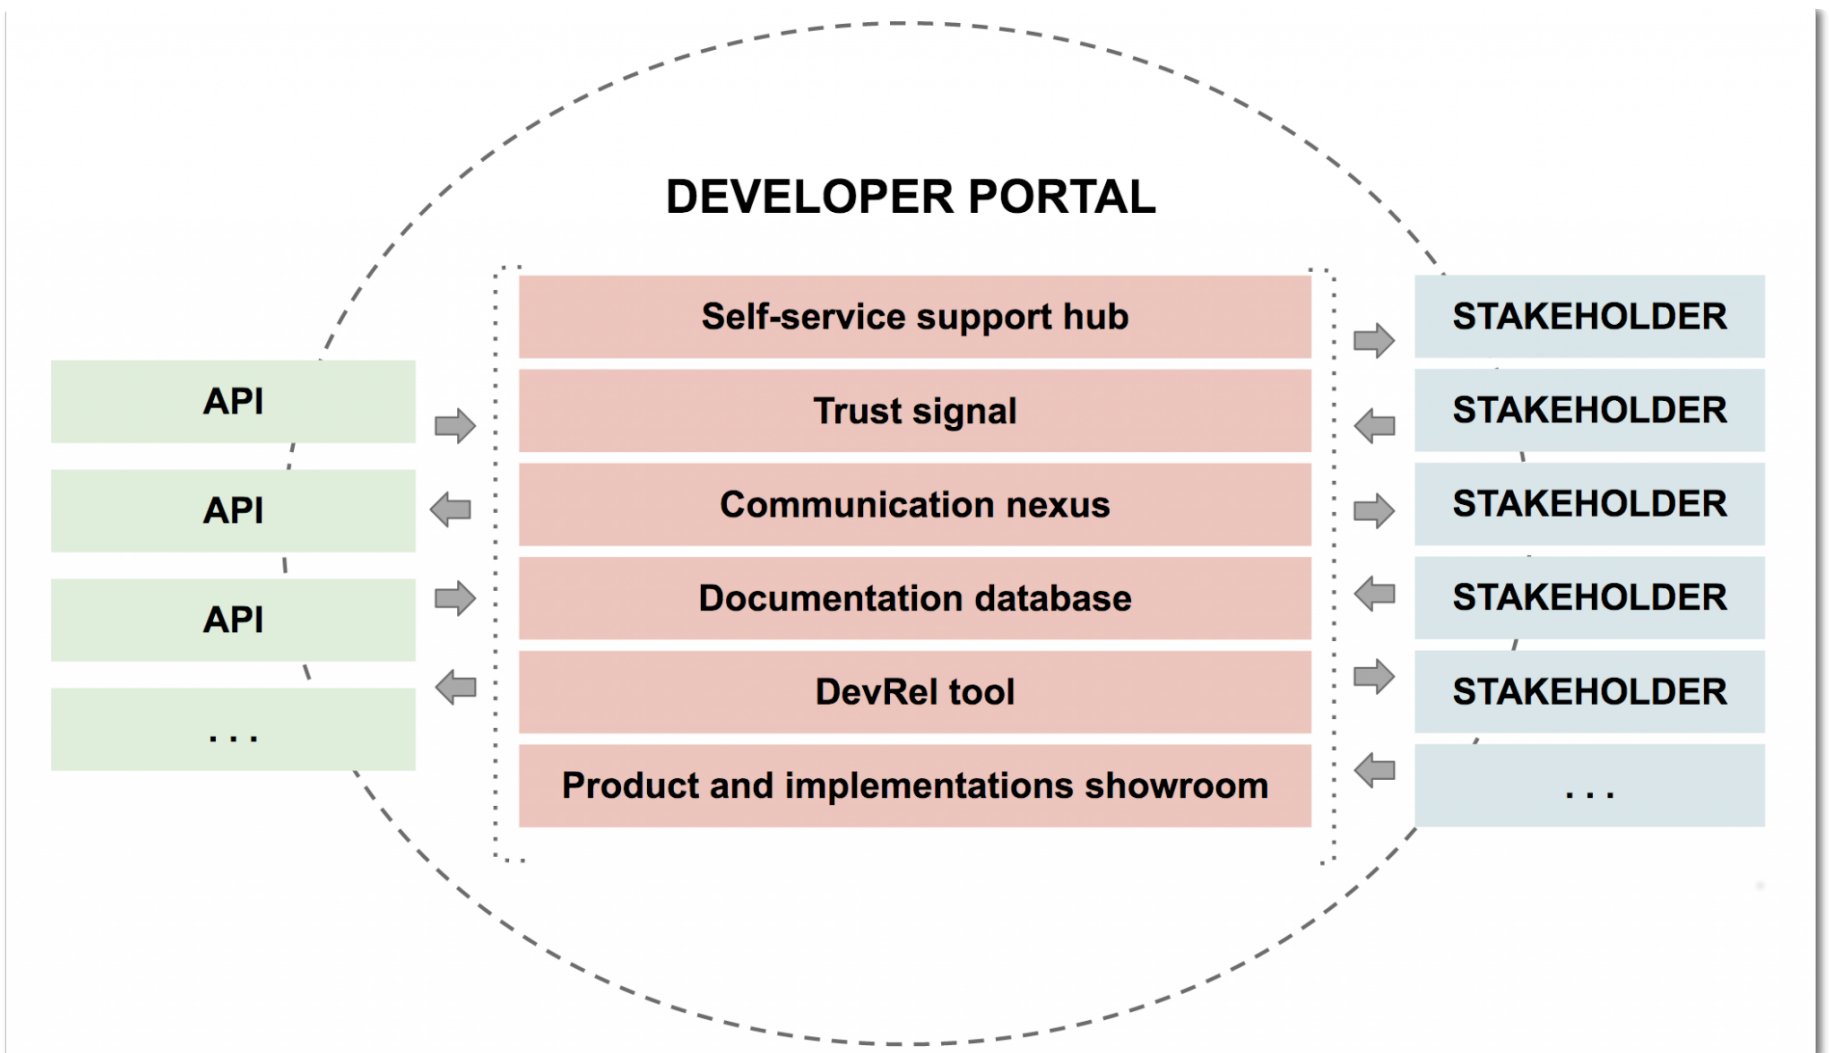 DEVELOPER PORTAL
API
API
API
. . .
Self-service support hub
Trust signal
Communication nexus
Documentation database
DevRel tool
Product and implementations showroom
STAKEHOLDER
STAKEHOLDER
STAKEHOLDER
STAKEHOLDER
STAKEHOLDER
. . .